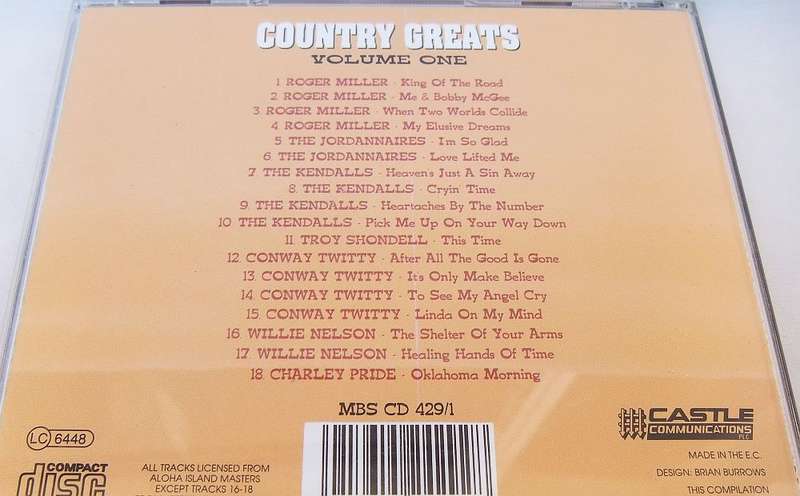 COUNTRY GREATS
VOLUME ONE
1 ROGER MILLER · King Of The Road
2. ROGER MILLER · Me & Bobby McGee
3. ROGER MILLER · When Two Worlds Collide
4. ROGER MILLER · My Elusive Dreams
5. THE JORDANNAIRES · I'm So Glad
6. THE JORDANNAIRES · Love Lifted Me
7. THE KENDALLS · Heaven's Just A Sin Away
8. THE KENDALLS · Cryin' Time
9. THE KENDALLS · Heartaches By The Number
10. THE KENDALLS · Pick Me Up On Your Way Down
11. TROY SHONDELL · This Time
12. CONWAY TWITTY · After All The Good Is Gone
13. CONWAY TWITTY · It's Only Make Believe
14. CONWAY TWITTY · To See My Angel Cry
15. CONWAY TWITTY · Linda On My Mind
16. WILLIE NELSON · The Shelter Of Your Arms
17. WILLIE NELSON · Healing Hands Of Time
18. CHARLEY PRIDE · Oklahoma Morning
MBS CD 429/1
LC 6448
COMPACT
disc
ALL TRACKS LICENSED FROM
ALOHA ISLAND MASTERS
EXCEPT TRACKS 16-18
CASTLE
COMMUNICATIONS
PLC
MADE IN THE E.C.
DESIGN: BRIAN BURROWS
THIS COMPILATION